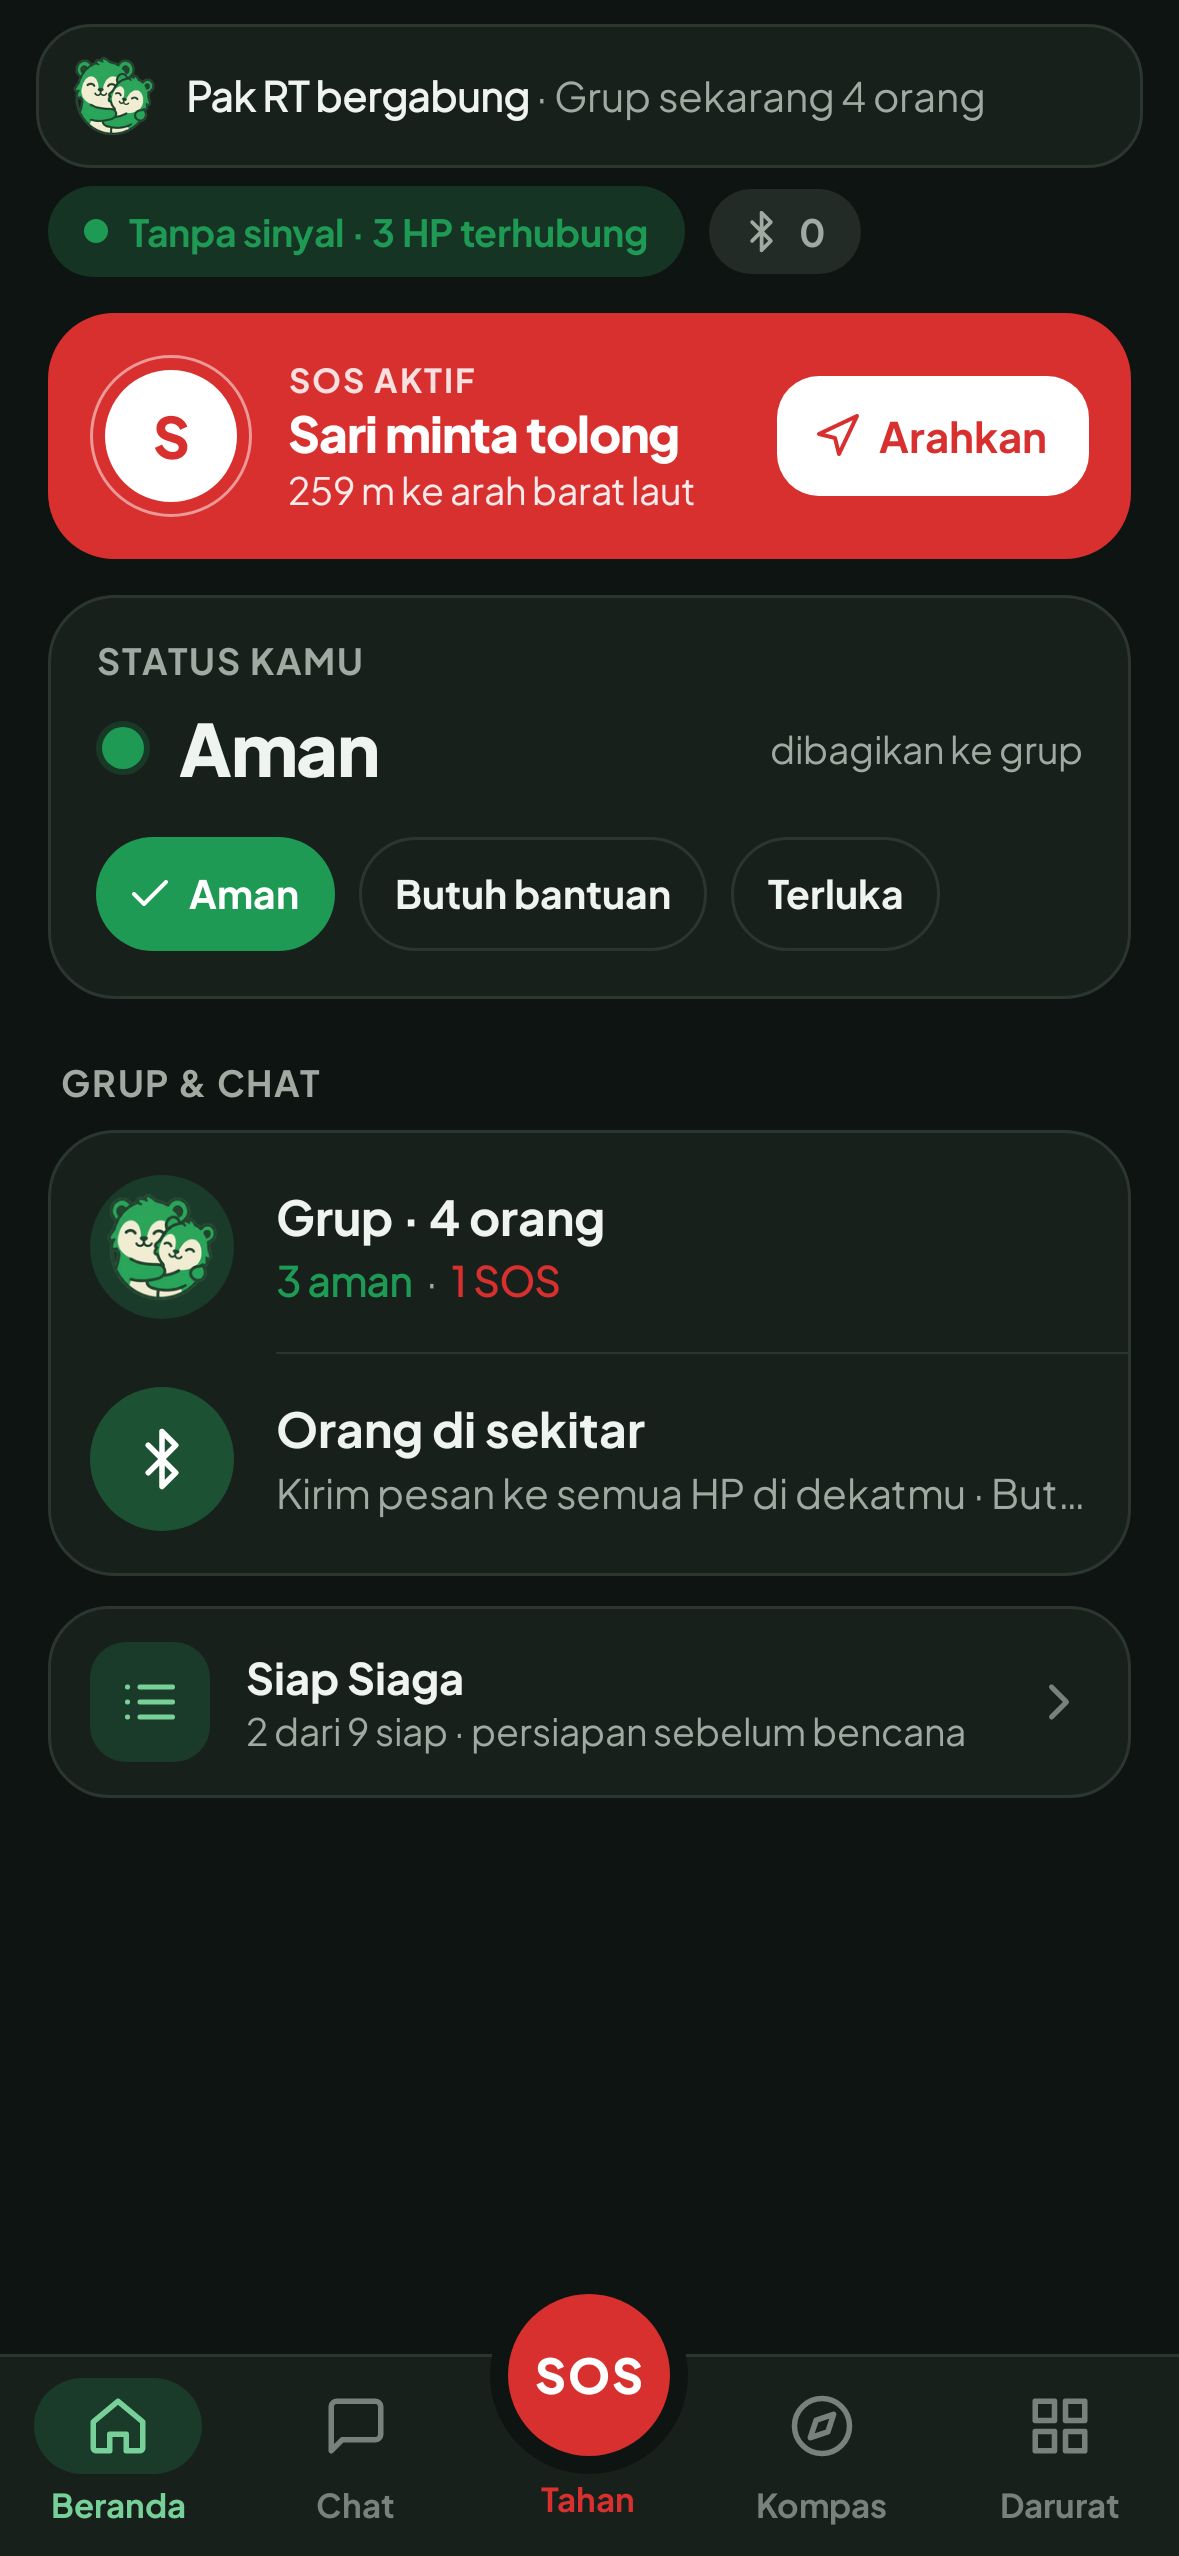 Pak RT bergabung · Grup sekarang 4 orang
Tanpa sinyal · 3 HP terhubung
0
SOS AKTIF
S
Sari minta tolong
Arahkan
259 m ke arah barat laut
STATUS KAMU
Aman
dibagikan ke grup
Aman
Butuh bantuan
Terluka
GRUP & CHAT
Grup · 4 orang
3 aman · 1 SOS
Orang di sekitar
Kirim pesan ke semua HP di dekatmu · But...
Siap Siaga
2 dari 9 siap · persiapan sebelum bencana
SOS
Beranda
Chat
Tahan
Kompas
Darurat